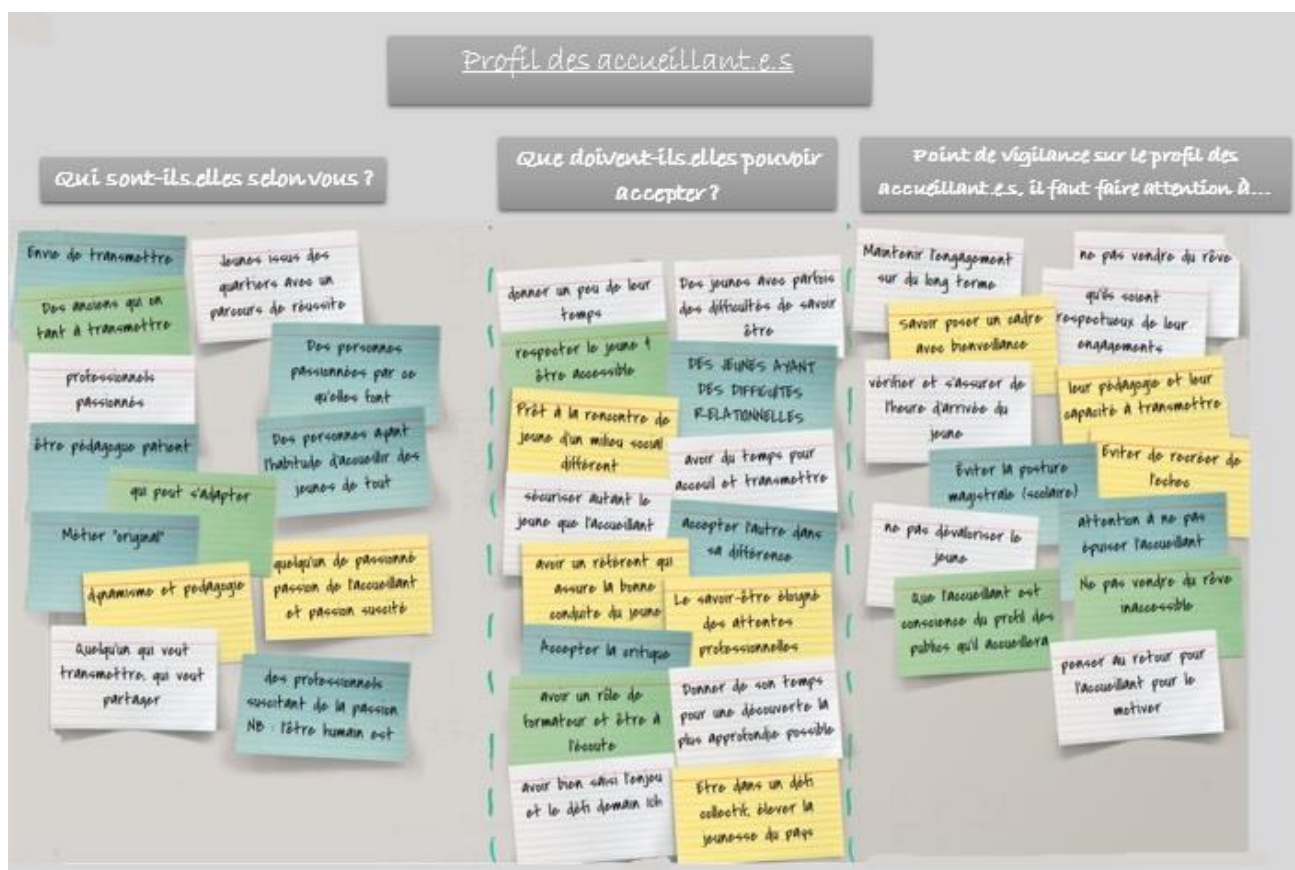 Profil des accueillant.e.s
Qui sont-ils.elles selon vous ?
Envie de transmettre
Des anciens qui on
tant à transmettre
Jeunes issus des
quartiers avec un
parcours de réussite
professionnels
passionnés
Des personnes
passionnées par ce
qu'elles font
être pédagogue patient
Des personnes ayant
l'habitude d'accueillir des
jeunes de tout
qui peut s'adapter
Métier "original"
dynamisme et pedagogie
quelqu'un de passionné
passion de l'accueillant
et passion suscité
Quelqu'un qui veut
transmettre, qui veut
partager
des professionnels
suscitant de la passion
NB : l'être humain est
Que doivent-ils.elles pouvoir
accepter ?
donner un peu de leur
temps
Des jeunes avec parfois
des difficultés de savoir
être
respecter le jeune &
être accessible
DES JEUNES AYANT
DES DIFFICULTES
RELATIONNELLES
Prêt à la rencontre de
jeune d'un milieu social
différent
avoir du temps pour
acceuil et transmettre
sécuriser autant le
jeune que l'accueillant
accepter l'autre dans
sa différence
avoir un référent qui
assure la bonne
conduite du jeune
Le savoir-être éloigné
des attentes
professionnelles
Accepter la critique
avoir un rôle de
formateur et être à
l'écoute
Donner de son temps
pour une découverte la
plus approfondie possible
avoir bien saisi l'enjeu
et le défi demain ich
Etre dans un défi
collectif, élever la
jeunesse du pays
Point de vigilance sur le profil des
accueillant.e.s, il faut faire attention à...
Maintenir l'engagement
sur du long terme
ne pas vendre du rêve
qu'ils soient
respectueux de leur
engagements
Savoir poser un cadre
avec bienveillance
vérifier et s'assurer de
l'heure d'arrivée du
jeune
leur pédagogie et leur
capacité à transmettre
Éviter la posture
magistrale (scolaire)
Eviter de recréer de
l'echec
ne pas dévaloriser le
jeune
attention à ne pas
épuiser l'accueillant
Que l'accueillant est
conscience du profil des
publics qu'il accueillera
Ne pas vendre du rêve
inaccessible
penser au retour pour
l'accueillant pour le
motiver